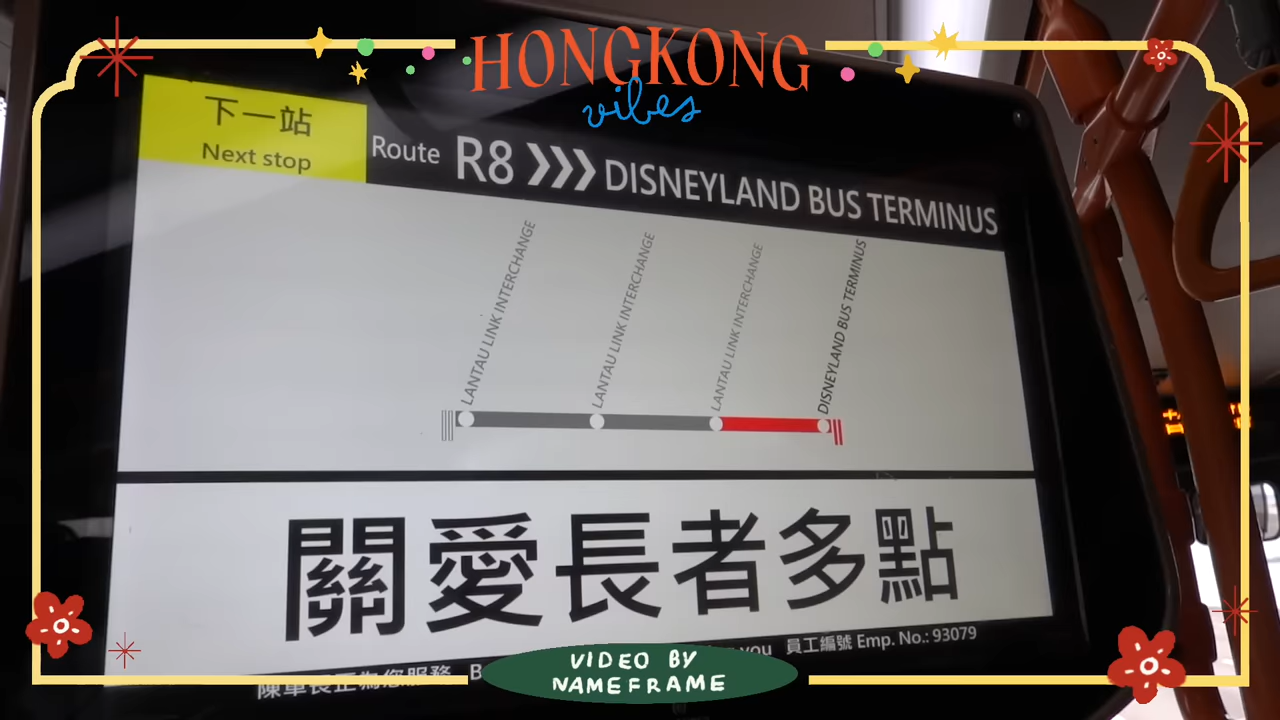 HONGKONG
vibes
下一站
Next stop
Route R8 ❯❯❯ DISNEYLAND BUS TERMINUS
LANTAU LINK INTERCHANGE
LANTAU LINK INTERCHANGE
LANTAU LINK INTERCHANGE
DISNEYLAND BUS TERMINUS
關愛長者多點
陳車長正為您服務 you 員工編號 Emp. No.: 93079
VIDEO BY
NAMEFRAME